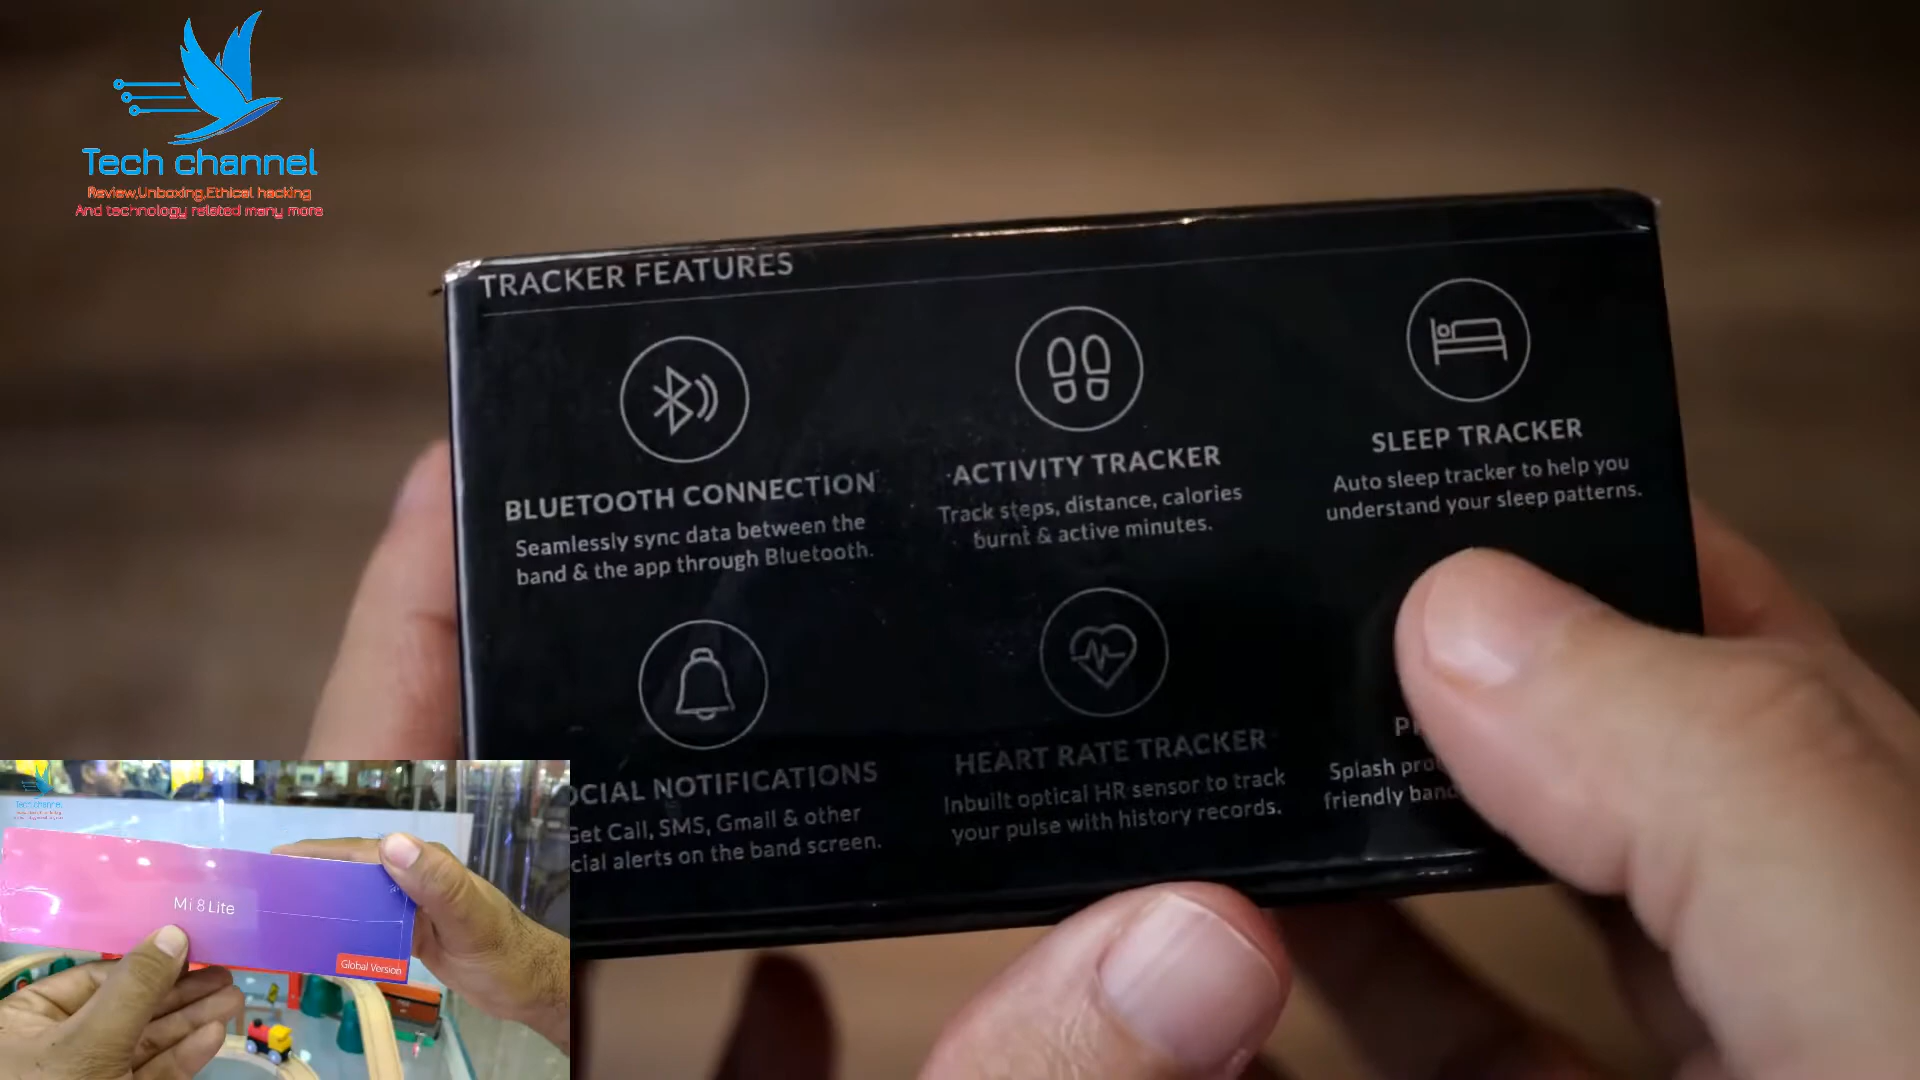 Tech channel
Review,Unboxing,Ethical hacking
And technology related many more
TRACKER FEATURES
BLUETOOTH CONNECTION
Seamlessly sync data between the
band & the app through Bluetooth.
ACTIVITY TRACKER
Track steps, distance, calories
burnt & active minutes.
SLEEP TRACKER
Auto sleep tracker to help you
understand your sleep patterns.
OCIAL NOTIFICATIONS
Get Call, SMS, Gmail & other
cial alerts on the band screen.
HEART RATE TRACKER
Inbuilt optical HR sensor to track
your pulse with history records.
Splash
friendly
Tech channel
Mi 8 Lite
Global Version